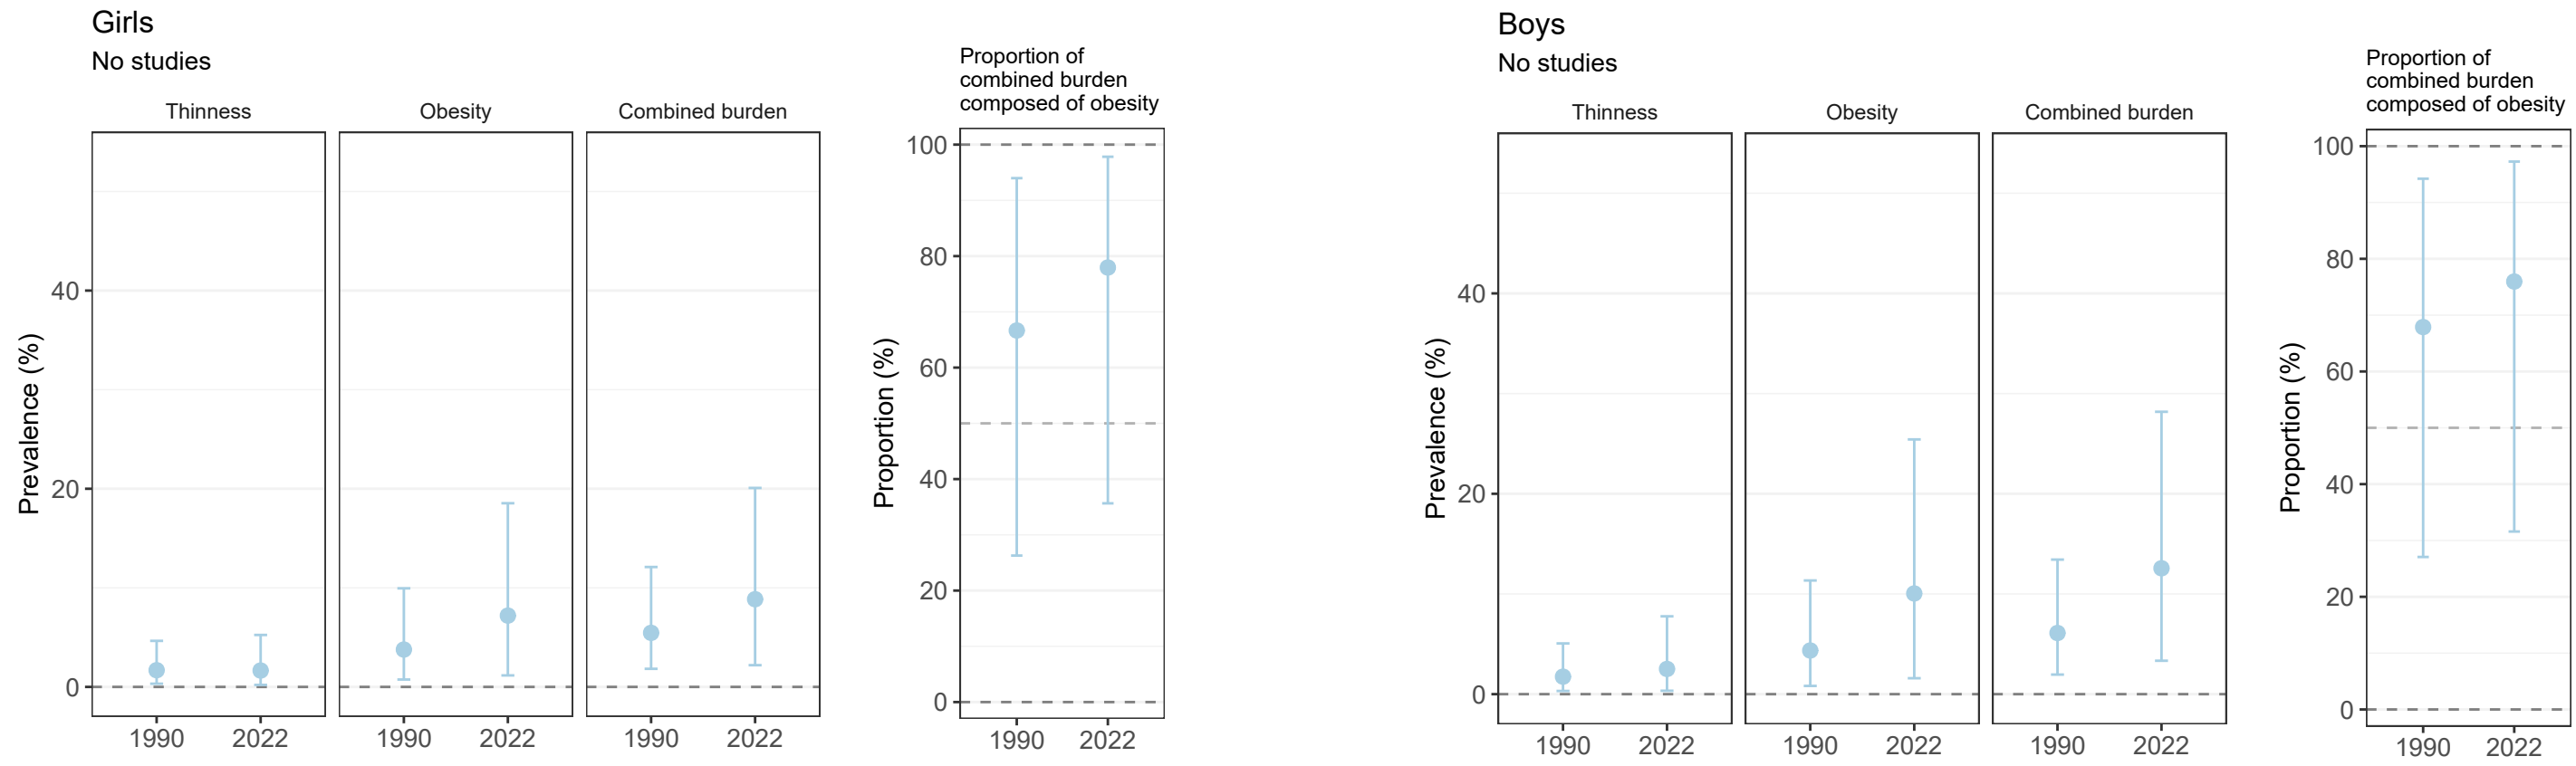 Girls
No studies
Thinness
Obesity
Combined burden
Prevalence (%)
40
20
0
1990 2022
1990 2022
1990 2022
Proportion of
combined burden
composed of obesity
Proportion (%)
100
80
60
40
20
0
1990 2022
Boys
No studies
Thinness
Obesity
Combined burden
Prevalence (%)
40
20
0
1990 2022
1990 2022
1990 2022
Proportion of
combined burden
composed of obesity
Proportion (%)
100
80
60
40
20
0
1990 2022